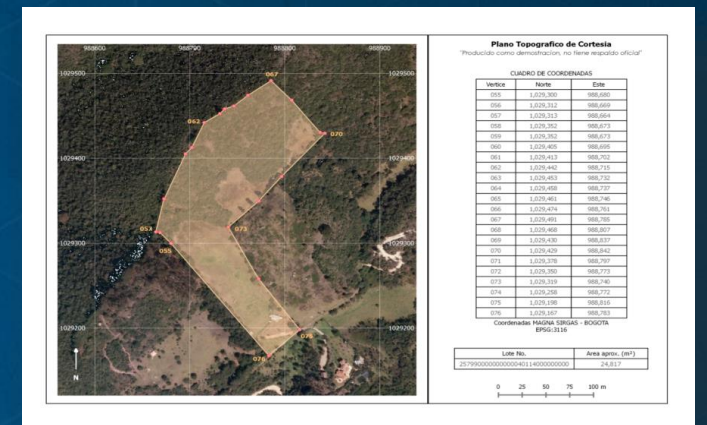 988600 988700 988800 988900
1029500 1029500
067
062
070
1029400 1029400
057
073
055
1029300 1029300
1029200 1029200
075
076
N
Plano Topografico de Cortesia
"Producido como demostracion, no tiene respaldo oficial"
CUADRO DE COORDENADAS
Vertice Norte Este
055 1,029,300 988,680
056 1,029,312 988,669
057 1,029,313 988,664
058 1,029,352 988,673
059 1,029,352 988,673
060 1,029,405 988,695
061 1,029,413 988,702
062 1,029,442 988,715
063 1,029,453 988,732
064 1,029,458 988,737
065 1,029,461 988,746
066 1,029,474 988,761
067 1,029,491 988,785
068 1,029,468 988,807
069 1,029,430 988,837
070 1,029,429 988,842
071 1,029,378 988,797
072 1,029,350 988,773
073 1,029,319 988,740
074 1,029,258 988,772
075 1,029,198 988,816
076 1,029,167 988,783
Coordenadas MAGNA SIRGAS - BOGOTA
EPSG:3116
Lote No. Area aprox. (m²)
24,817
0 25 50 75 100 m